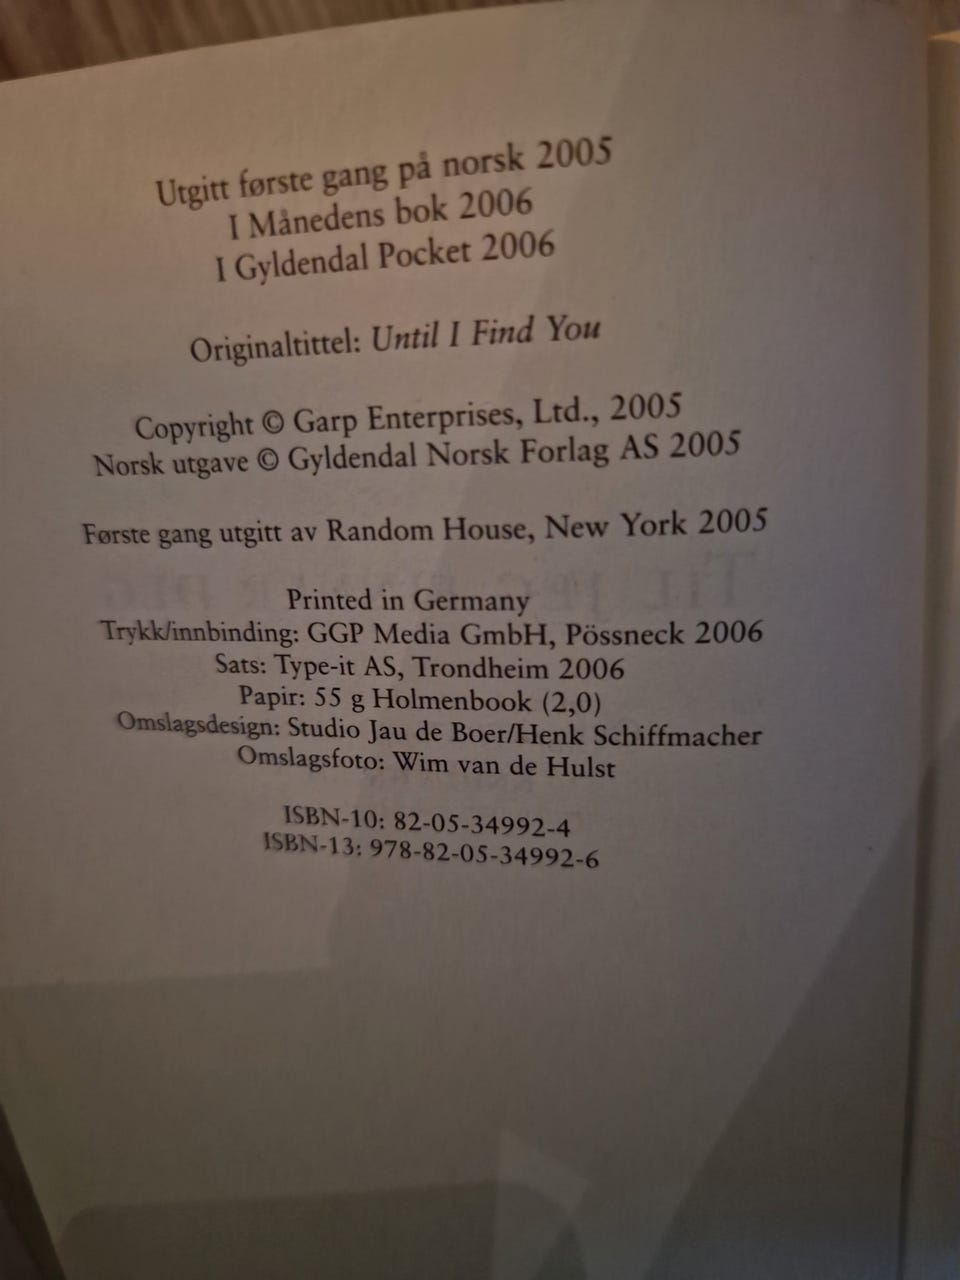 Utgitt første gang på norsk 2005
I Månedens bok 2006
I Gyldendal Pocket 2006
Originaltittel: Until I Find You
Copyright © Garp Enterprises, Ltd., 2005
Norsk utgave © Gyldendal Norsk Forlag AS 2005
Første gang utgitt av Random House, New York 2005
Printed in Germany
Trykk/innbinding: GGP Media GmbH, Pössneck 2006
Sats: Type-it AS, Trondheim 2006
Papir: 55 g Holmenbook (2,0)
Omslagsdesign: Studio Jau de Boer/Henk Schiffmacher
Omslagsfoto: Wim van de Hulst
ISBN-10: 82-05-34992-4
ISBN-13: 978-82-05-34992-6